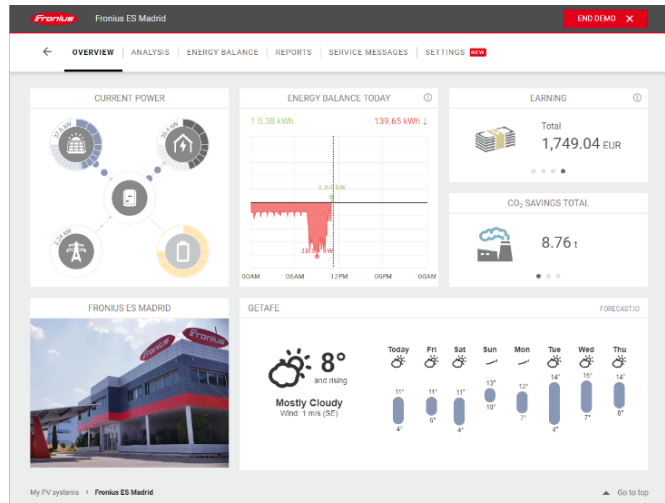 Fronius Fronius ES Madrid END DEMO X
OVERVIEW ANALYSIS ENERGY BALANCE REPORTS SERVICE MESSAGES SETTINGS NEW
CURRENT POWER
ENERGY BALANCE TODAY
↑ 0.38 kWh 139.65 kWh ↓
00AM 06AM 12PM 06PM 00AM
EARNING
Total
1,749.04 EUR
CO₂ SAVINGS TOTAL
8.76 t
FRONIUS ES MADRID
Fronius
Fronius
GETAFE FORECAST.IO
8°
and rising
Mostly Cloudy
Wind: 1 m/s (SE)
Today Fri Sat Sun Mon Tue Wed Thu
11° 11° 11° 13° 12° 14° 15° 14°
4° 6° 4° 10° 7° 4° 7° 8°
My PV systems > Fronius ES Madrid
Go to top